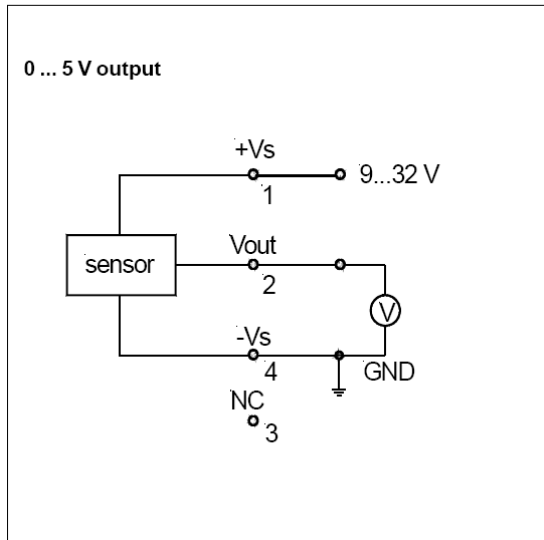 0 ... 5 V output
+Vs
9...32 V
1
Vout
sensor
2
V
-Vs
4
GND
NC
3